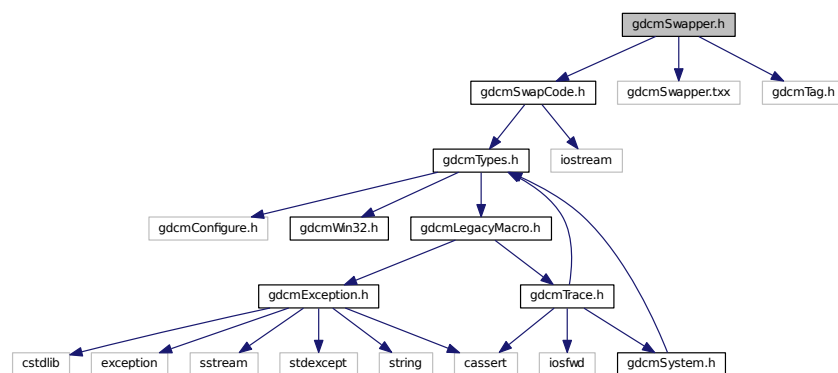 gdcmSwapper.h
gdcmSwapCode.h
gdcmSwapper.txx
gdcmTag.h
gdcmTypes.h
iostream
gdcmConfigure.h
gdcmWin32.h
gdcmLegacyMacro.h
gdcmException.h
gdcmTrace.h
cstdlib
exception
sstream
stdexcept
string
cassert
iosfwd
gdcmSystem.h